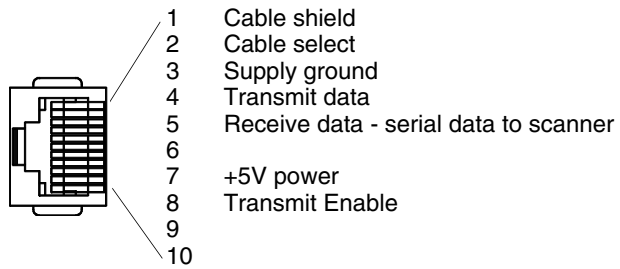 1 Cable shield
2 Cable select
3 Supply ground
4 Transmit data
5 Receive data - serial data to scanner
6
7 +5V power
8 Transmit Enable
9
10